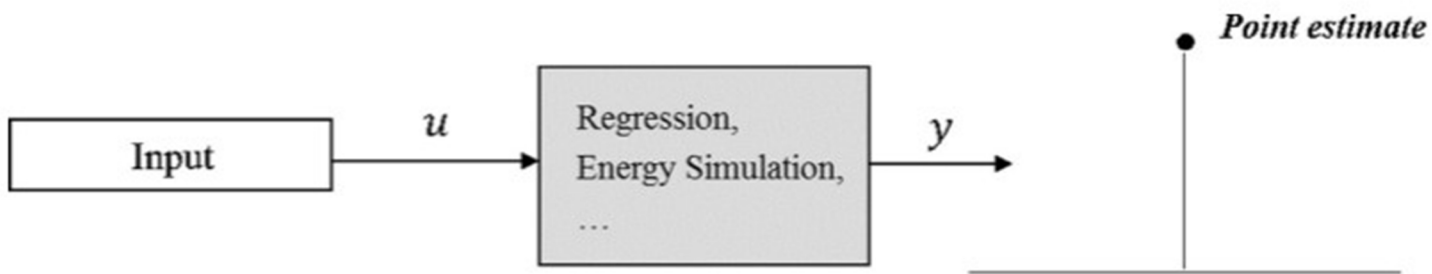 Point estimate
Input
u
Regression,
Energy Simulation,
...
y